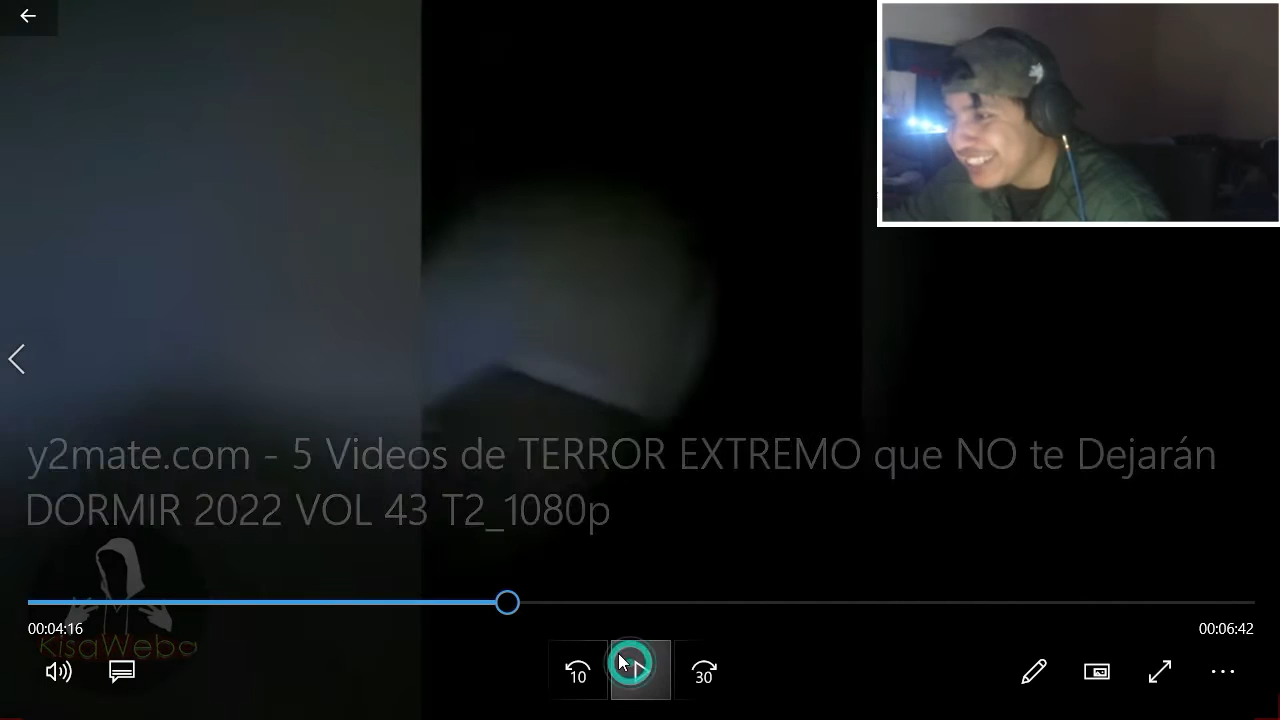 y2mate.com - 5 Videos de TERROR EXTREMO que NO te Dejarán
DORMIR 2022 VOL 43 T2_1080p
00:04:16
00:06:42
KisaWeba
10
30